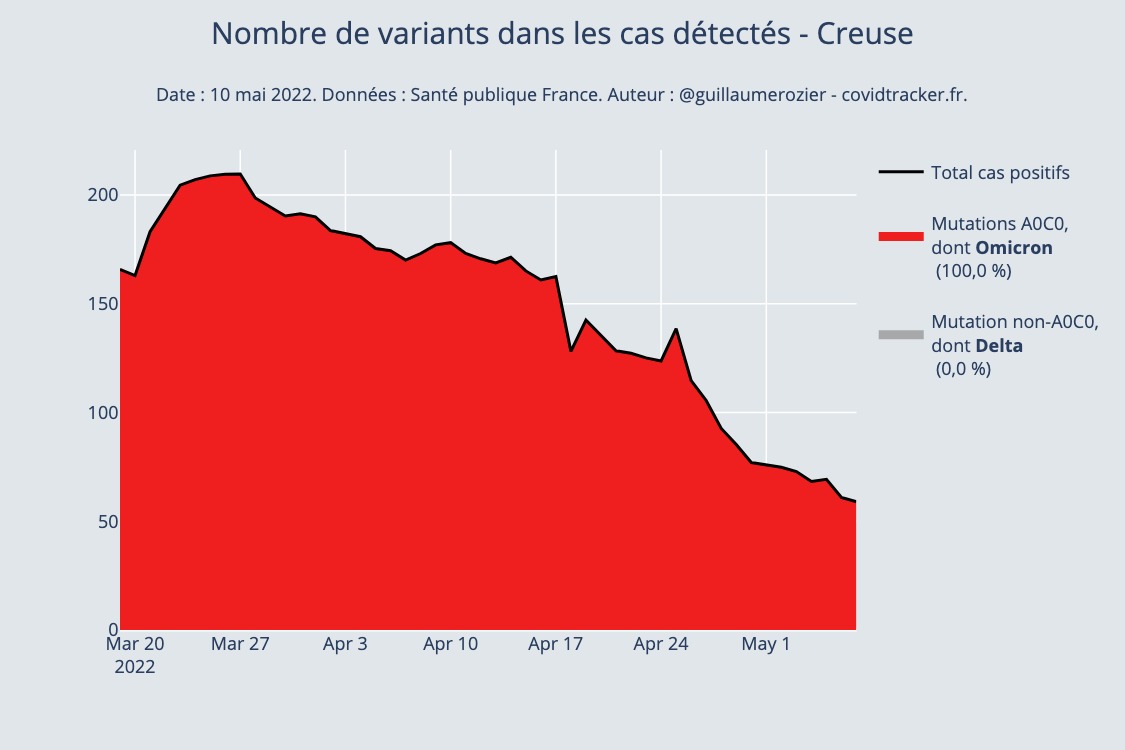 Nombre de variants dans les cas détectés - Creuse
Date : 10 mai 2022. Données : Santé publique France. Auteur : @guillaumerozier - covidtracker.fr.
200
150
100
50
0
Mar 20
2022
Mar 27
Apr 3
Apr 10
Apr 17
Apr 24
May 1
Total cas positifs
Mutations A0C0,
dont Omicron
(100,0 %)
Mutation non-A0C0,
dont Delta
(0,0 %)